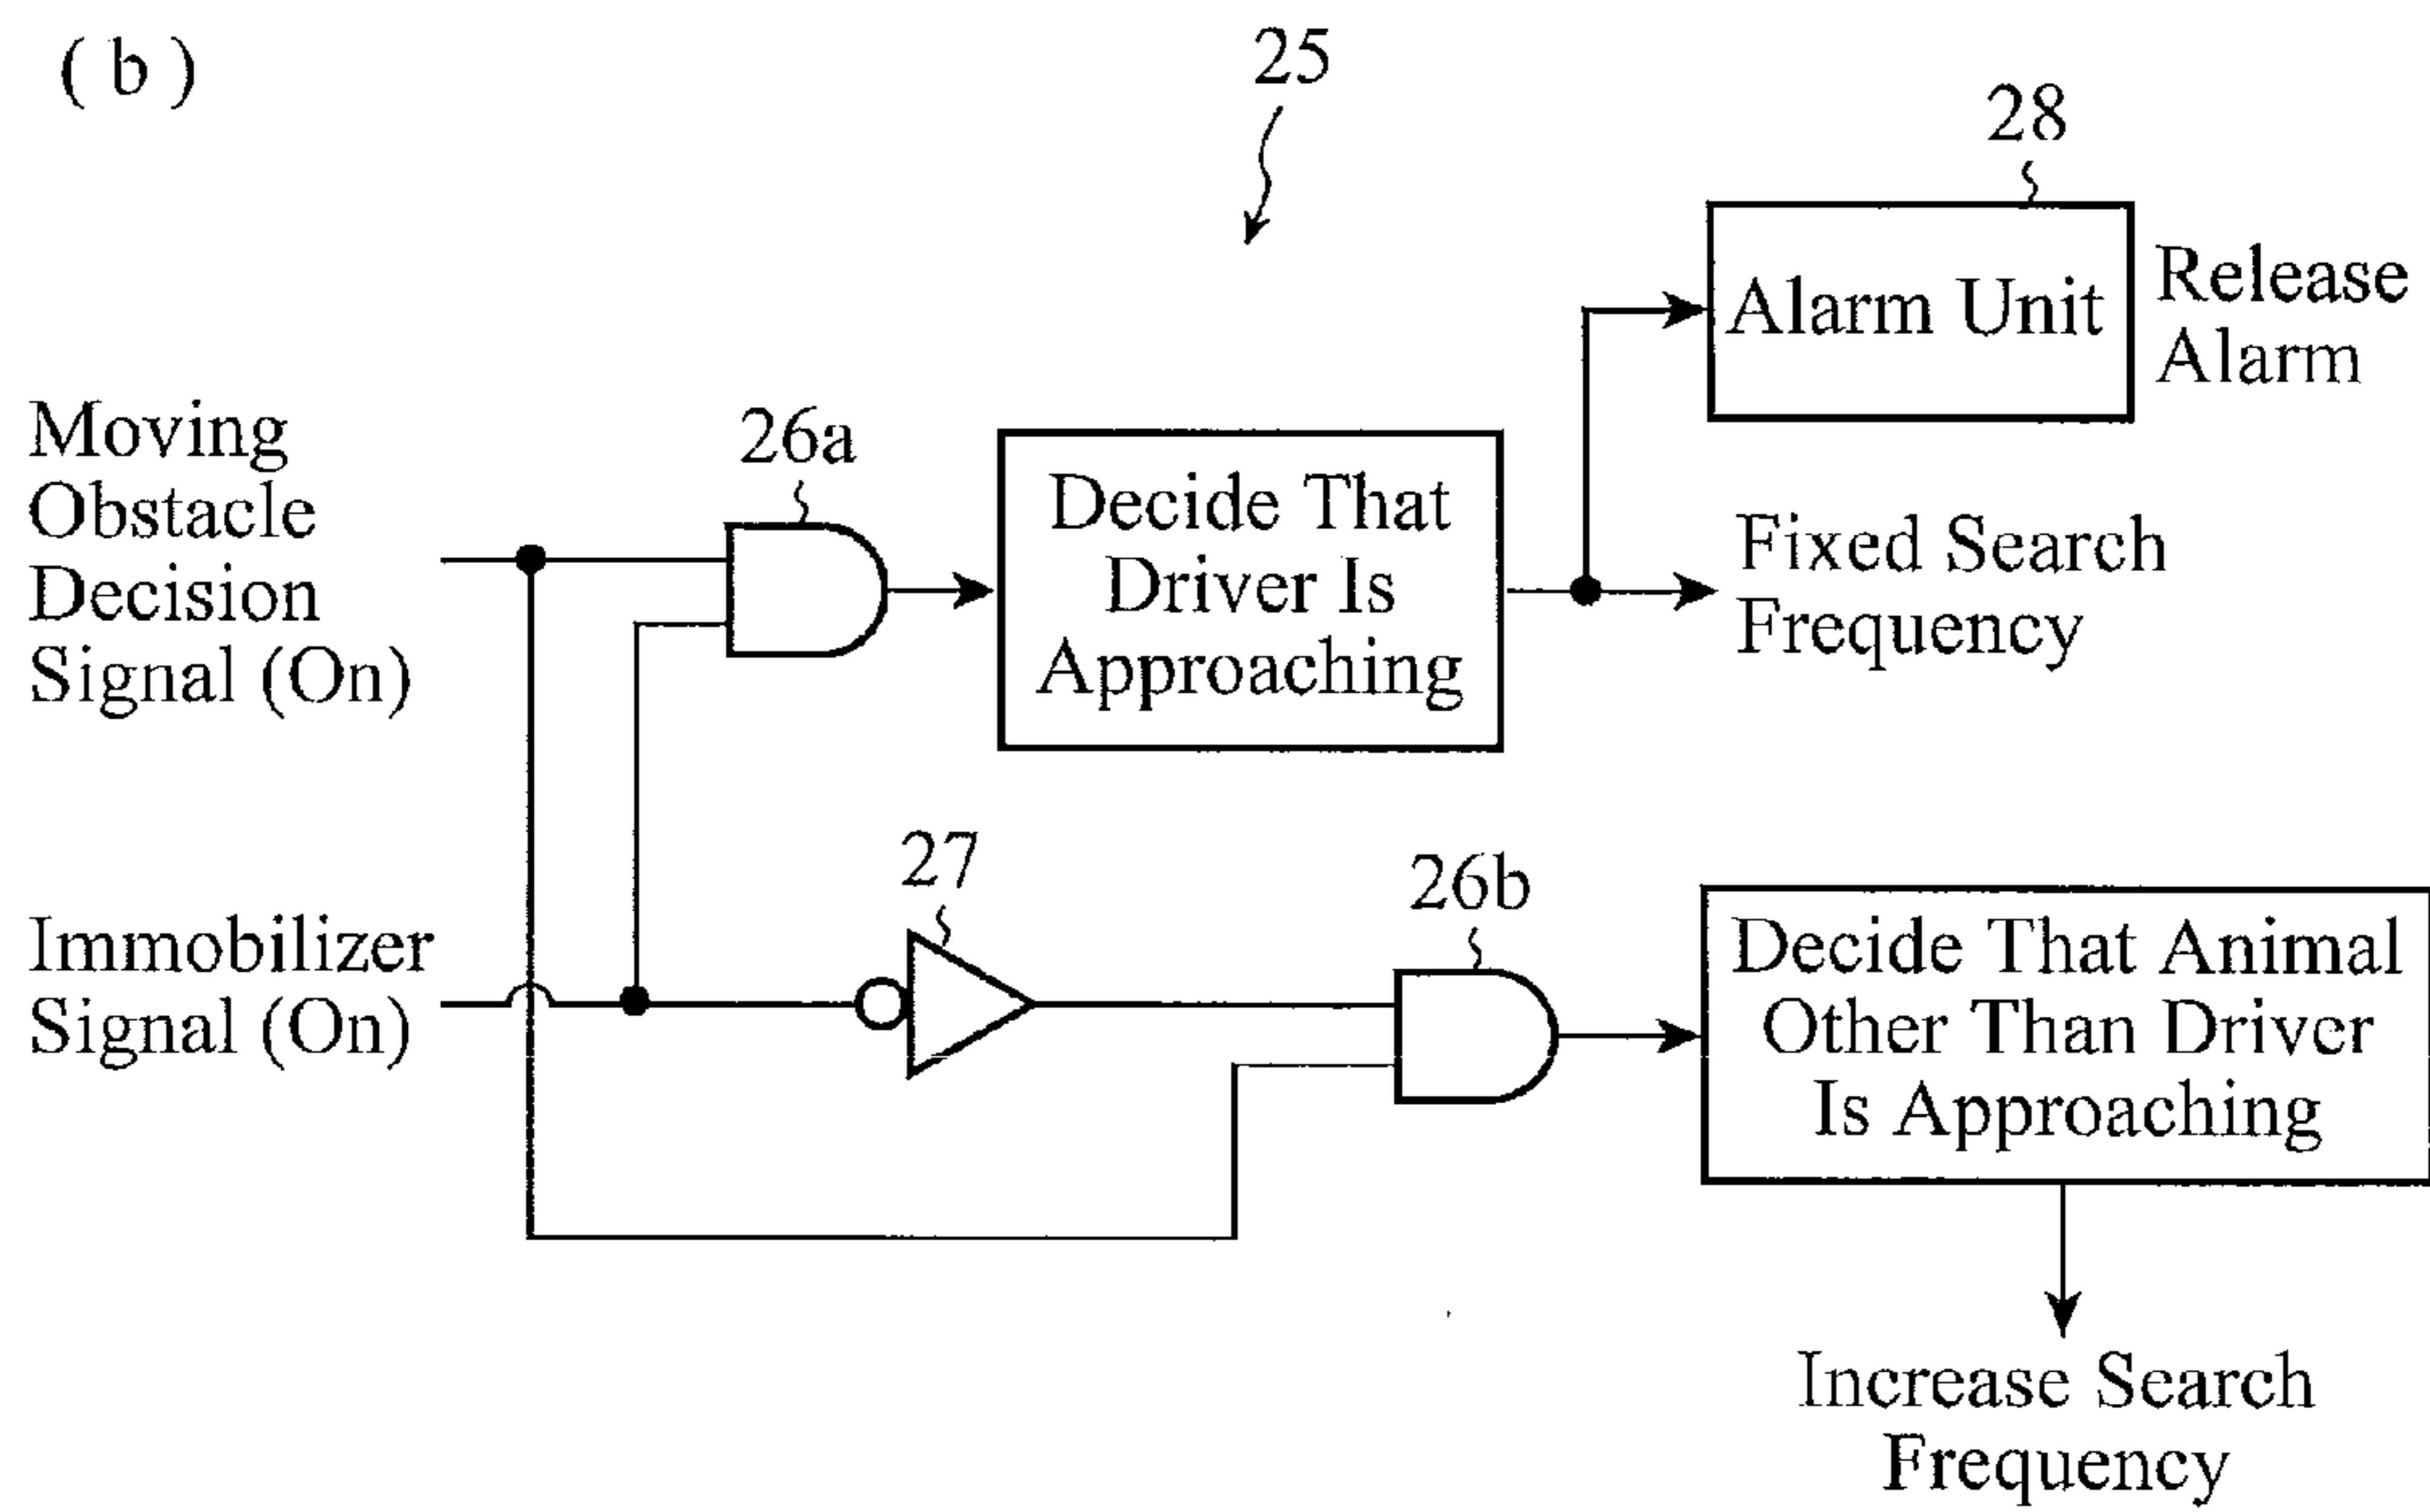 ( b )
25
28
Alarm Unit
Release
Alarm
Moving
Obstacle
Decision
Signal (On)
26a
Decide That
Driver Is
Approaching
Fixed Search
Frequency
Immobilizer
Signal (On)
27
26b
Decide That Animal
Other Than Driver
Is Approaching
Increase Search
Frequency